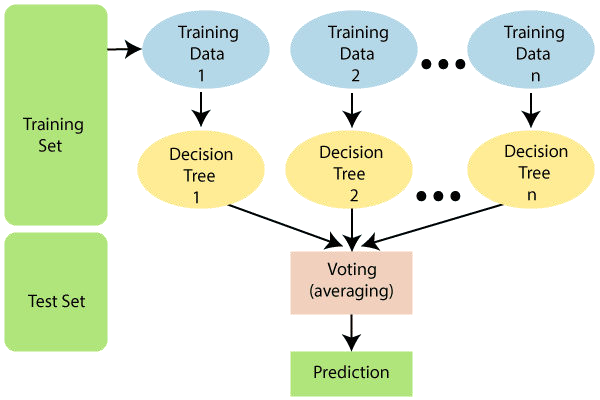 Training
Set
Training
Data
1
Training
Data
2
Training
Data
n
Decision
Tree
1
Decision
Tree
2
Decision
Tree
n
Test Set
Voting
(averaging)
Prediction